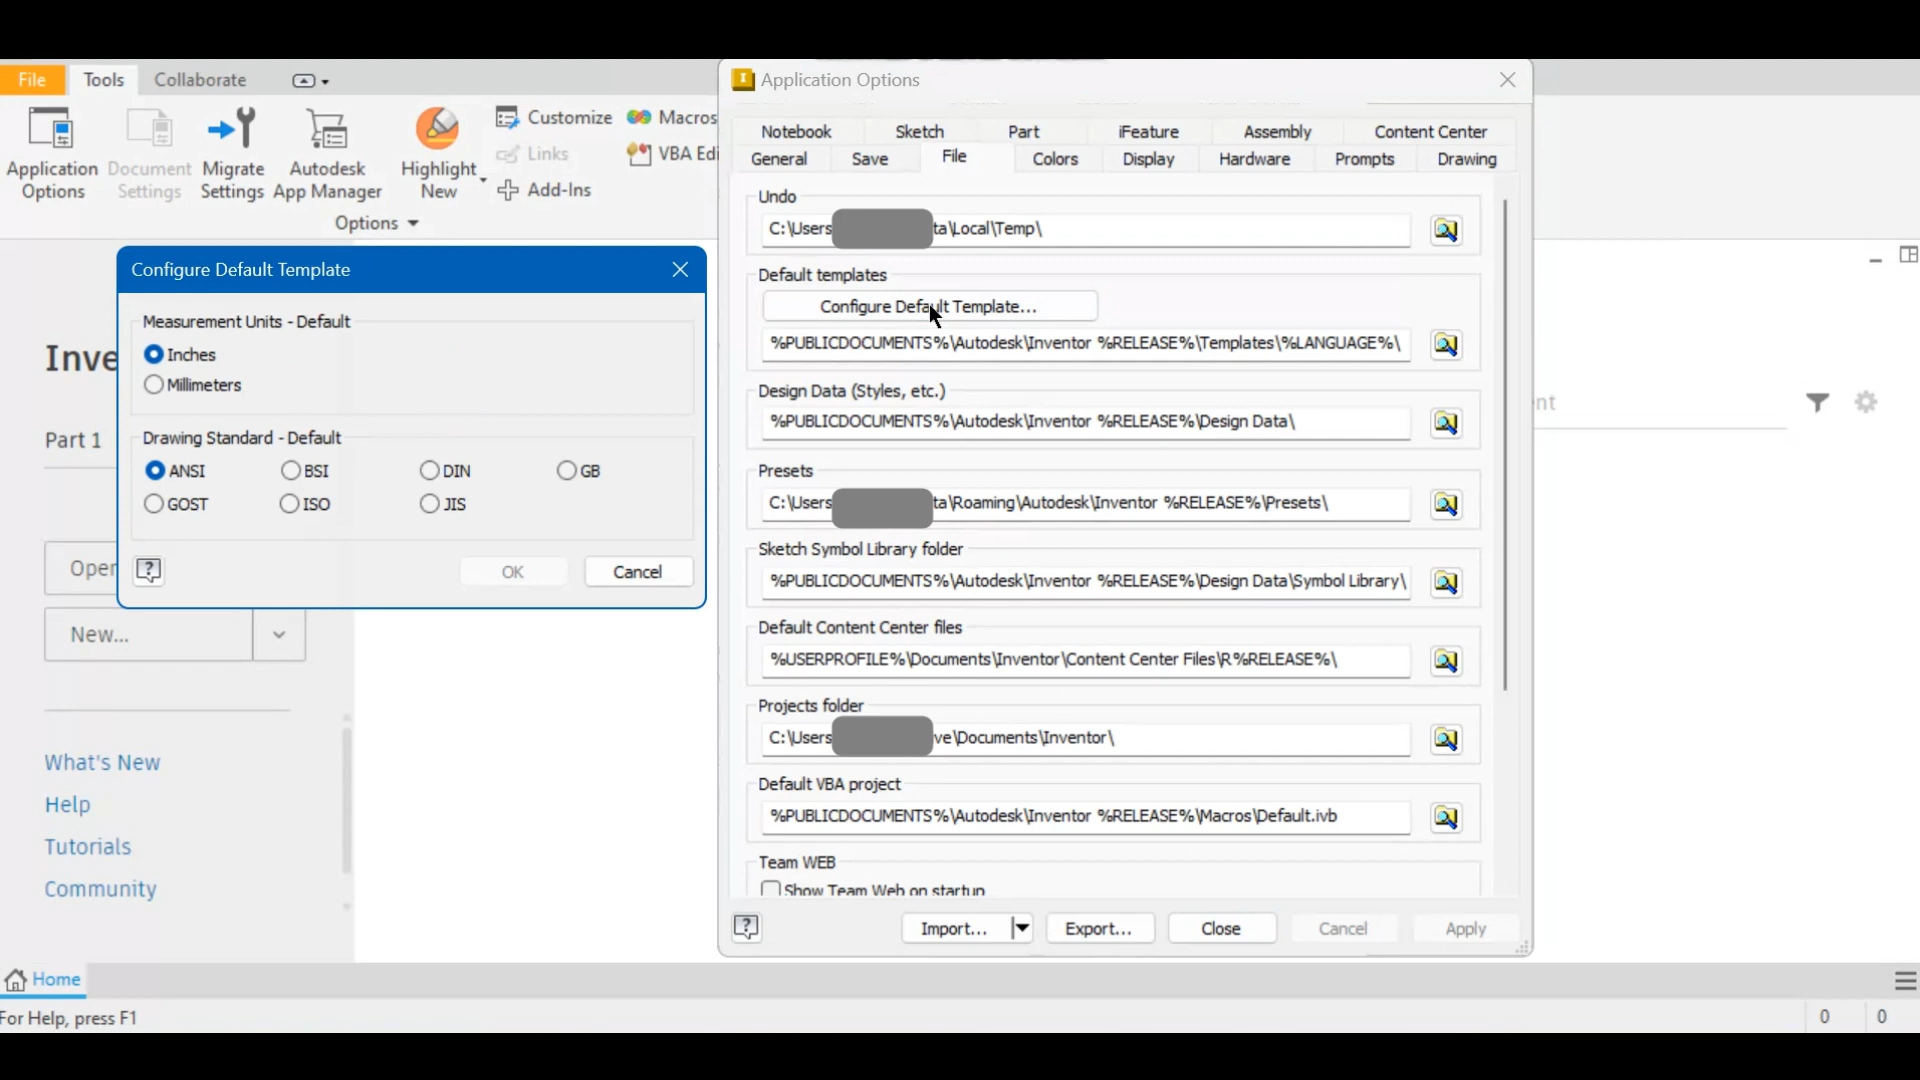 File Tools Collaborate
Application Options
Document Settings
Migrate Settings
Autodesk App Manager
Highlight New
Customize
Links
Add-Ins
Macros
VBA Edi
Options
Inve
Part 1
Open
New...
What's New
Help
Tutorials
Community
Configure Default Template
Measurement Units - Default
Inches
Millimeters
Drawing Standard - Default
ANSI BSI DIN GB
GOST ISO JIS
OK Cancel
Application Options
Notebook Sketch Part iFeature Assembly Content Center
General Save File Colors Display Hardware Prompts Drawing
Undo
C:\Users ta\Local\Temp\
Default templates
Configure Default Template...
%PUBLICDOCUMENTS%\Autodesk\Inventor %RELEASE%\Templates\%LANGUAGE%\
Design Data (Styles, etc.)
%PUBLICDOCUMENTS%\Autodesk\Inventor %RELEASE%\Design Data\
Presets
C:\Users ta\Roaming\Autodesk\Inventor %RELEASE%\Presets\
Sketch Symbol Library folder
%PUBLICDOCUMENTS%\Autodesk\Inventor %RELEASE%\Design Data\Symbol Library\
Default Content Center files
%USERPROFILE%\Documents\Inventor\Content Center Files\R%RELEASE%\
Projects folder
C:\Users ve\Documents\Inventor\
Default VBA project
%PUBLICDOCUMENTS%\Autodesk\Inventor %RELEASE%\Macros\Default.ivb
Team WEB
Show Team Web on startup
Import... Export... Close Cancel Apply
nt
Home
For Help, press F1
0 0